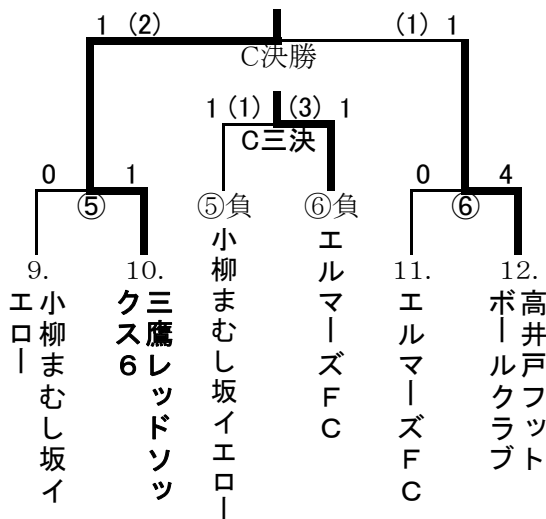 1 (2) (1) 1
C決勝
1 (1) (3) 1
C三決
0 1 0 4
⑤ ⑤負 ⑥負 ⑥
9. 10. 11. 12.
小柳まむし坂イ
エロー
三鷹レッドソッ
クス6
小柳まむし坂イエロー
エルマーズFC
エルマーズFC
高井戸フット
ボールクラブ